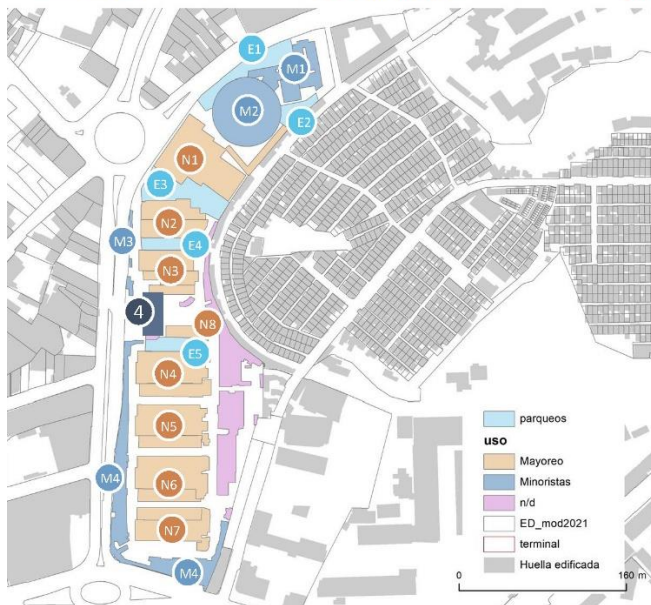 E1
M1
M2
E2
N1
E3
N2
M3
E4
N3
4
N8
E5
N4
N5
M4
N6
N7
M4
parqueos
uso
Mayoreo
Minoristas
n/d
ED_mod2021
terminal
Huella edificada
0
160 m